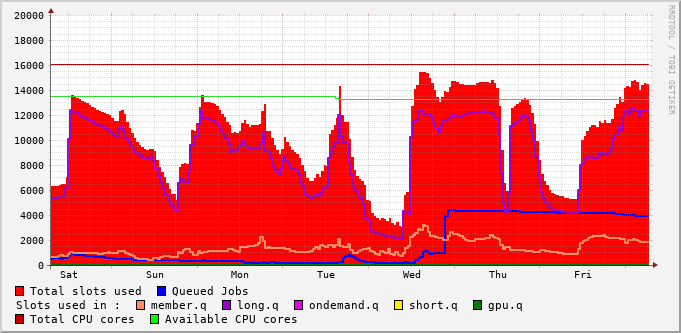 20000
18000
16000
14000
12000
10000
8000
6000
4000
2000
0
Sat Sun Mon Tue Wed Thu Fri
RRDTOOL / TOBI OETIKER
Total slots used Queued Jobs
Slots used in : member.q long.q ondemand.q short.q gpu.q
Total CPU cores Available CPU cores